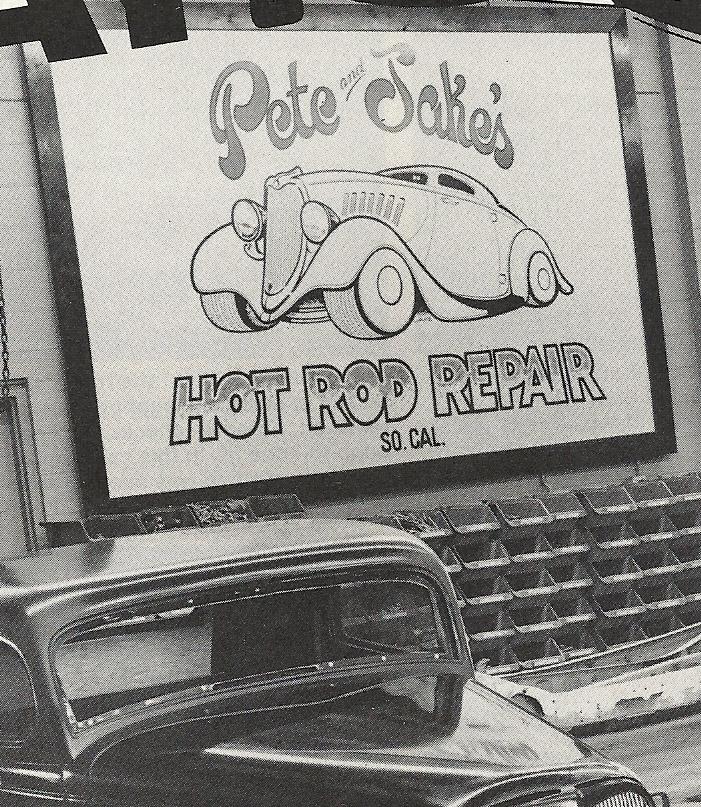 Pete and Jake's
HOT ROD REPAIR
SO. CAL.